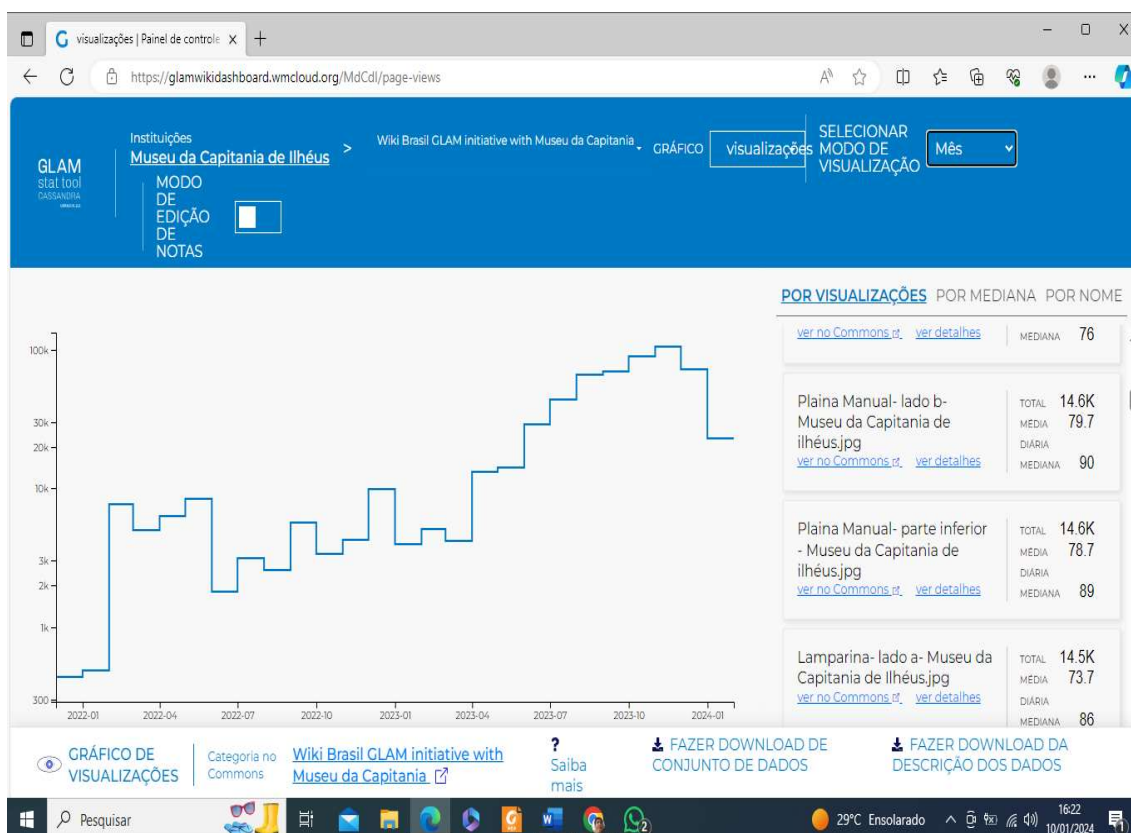 visualizações | Painel de controle
https://glamwikidashboard.wmcloud.org/MdCdI/page-views
GLAM
stat tool
CASSANDRA
Instituições
Museu da Capitania de Ilhéus
>
Wiki Brasil GLAM initiative with Museu da Capitania
GRÁFICO
visualizações
SELECIONAR
MODO DE
VISUALIZAÇÃO
Mês
MODO
DE
EDIÇÃO
DE
NOTAS
POR VISUALIZAÇÕES POR MEDIANA POR NOME
ver no Commons ver detalhes
MEDIANA 76
Plaina Manual- lado b-
Museu da Capitania de
ilhéus.jpg
ver no Commons ver detalhes
TOTAL 14.6K
MÉDIA 79.7
DIÁRIA
MEDIANA 90
Plaina Manual- parte inferior
- Museu da Capitania de
ilhéus.jpg
ver no Commons ver detalhes
TOTAL 14.6K
MÉDIA 78.7
DIÁRIA
MEDIANA 89
Lamparina- lado a- Museu da
Capitania de Ilhéus.jpg
ver no Commons ver detalhes
TOTAL 14.5K
MÉDIA 73.7
DIÁRIA
MEDIANA 86
100k
30k
20k
10k
3k
2k
1k
300
2022-01 2022-04 2022-07 2022-10 2023-01 2023-04 2023-07 2023-10 2024-01
GRÁFICO DE
VISUALIZAÇÕES
Categoria no
Commons
Wiki Brasil GLAM initiative with
Museu da Capitania
?
Saiba
mais
FAZER DOWNLOAD DE
CONJUNTO DE DADOS
FAZER DOWNLOAD DA
DESCRIÇÃO DOS DADOS
Pesquisar
29°C Ensolarado
16:22
10/01/2024